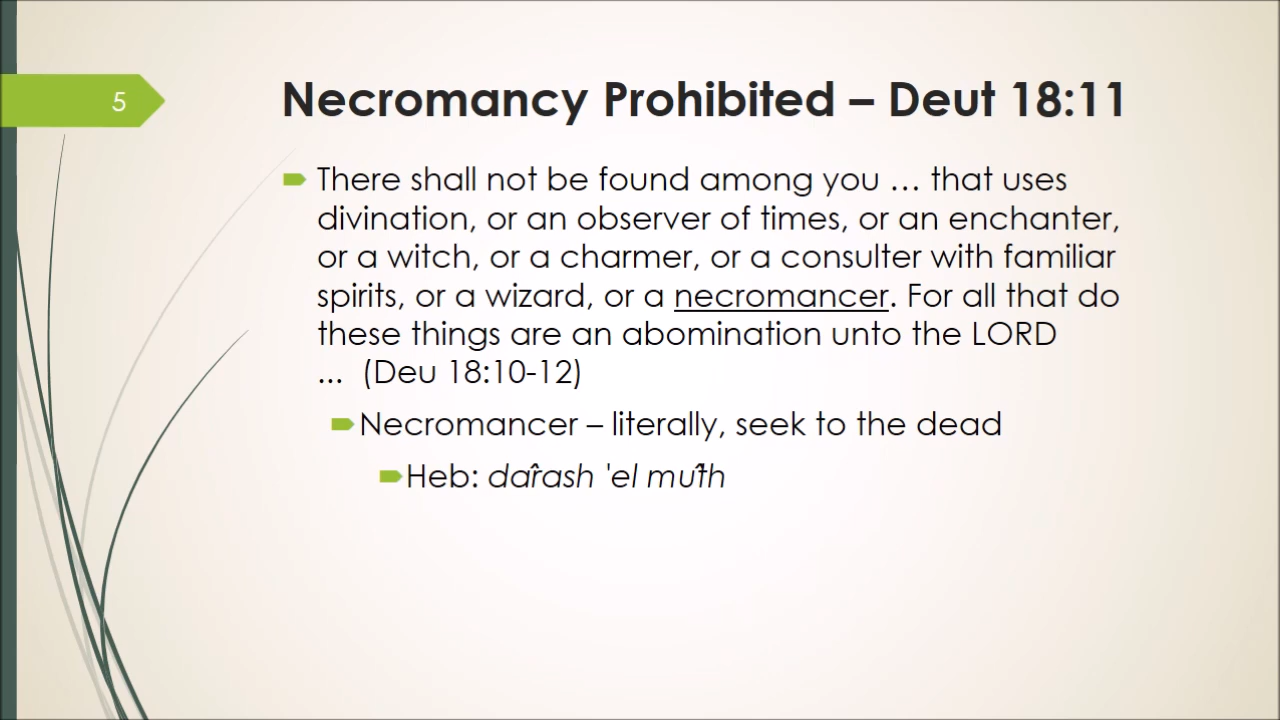 5
Necromancy Prohibited – Deut 18:11
There shall not be found among you … that uses
divination, or an observer of times, or an enchanter,
or a witch, or a charmer, or a consulter with familiar
spirits, or a wizard, or a necromancer. For all that do
these things are an abomination unto the LORD
... (Deu 18:10-12)
Necromancer – literally, seek to the dead
Heb: dar̂ash 'el mut̂h